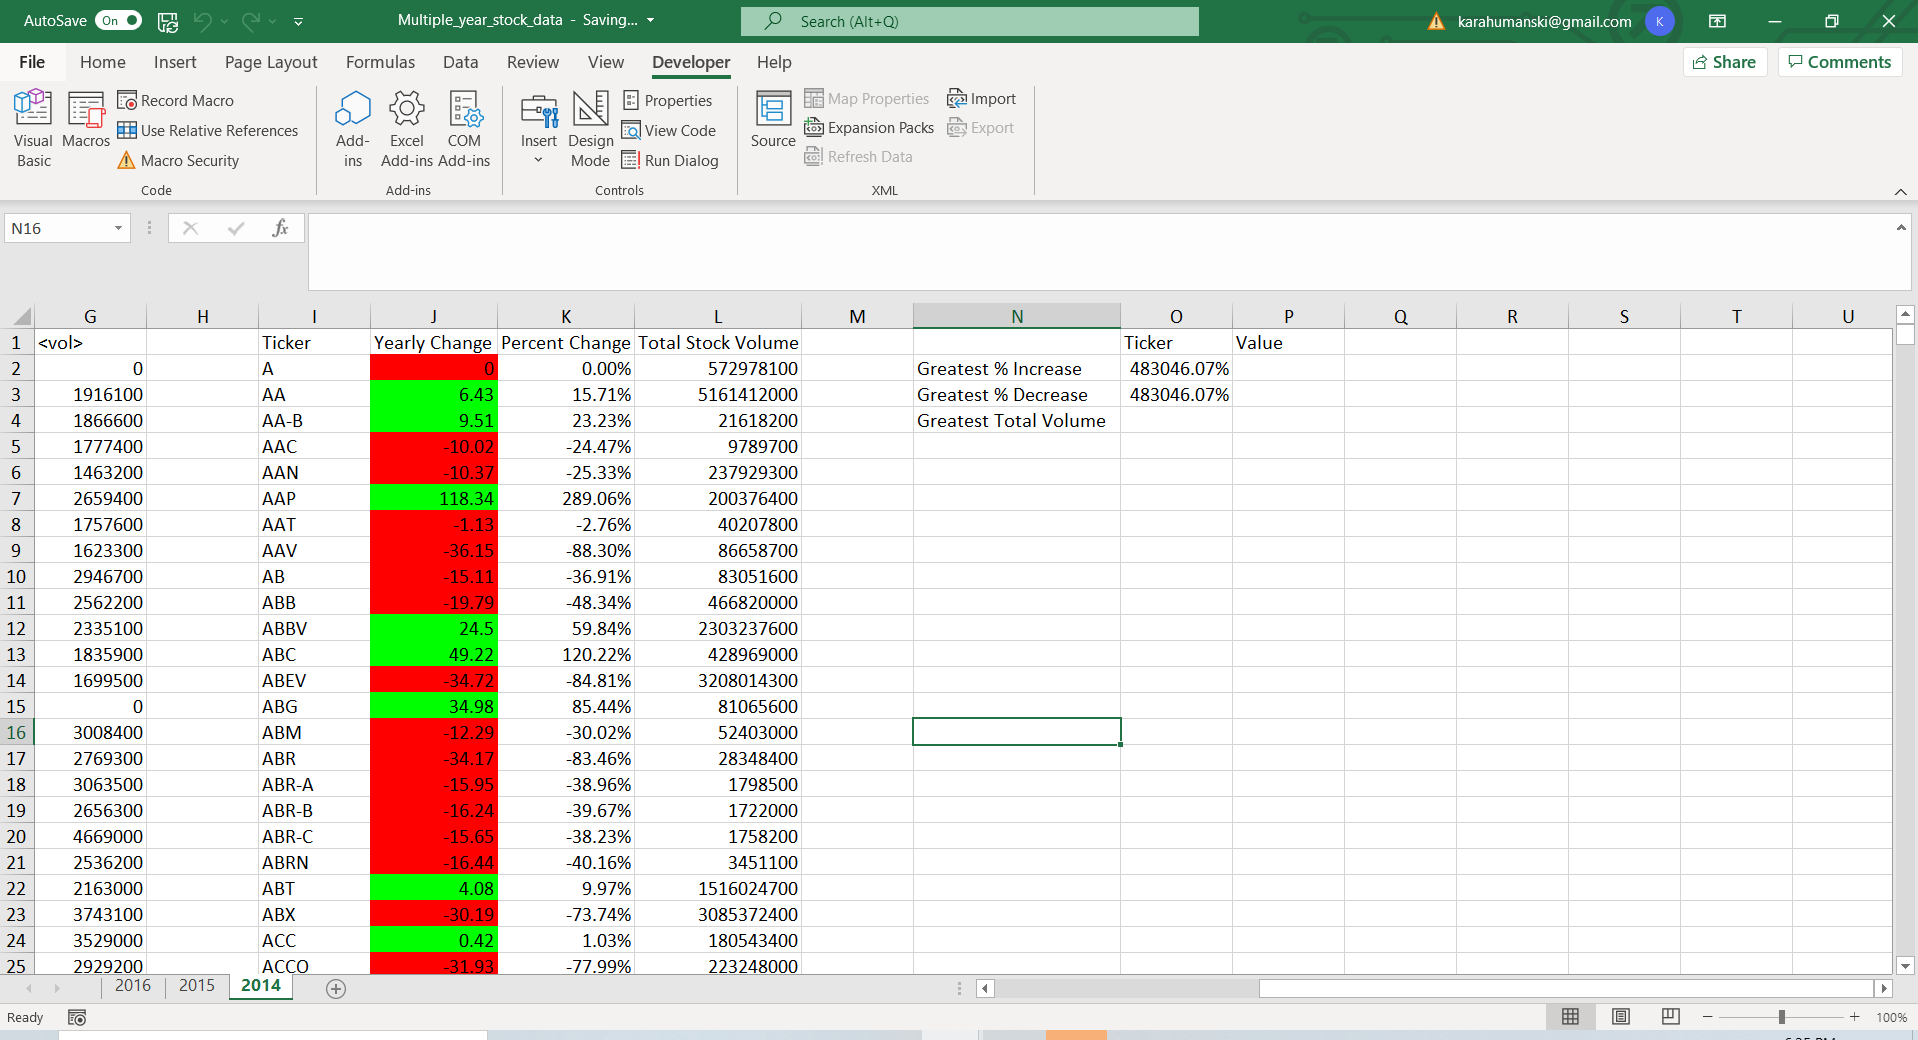 AutoSave On Multiple_year_stock_data - Saving... Search (Alt+Q) karahumanski@gmail.com K
File Home Insert Page Layout Formulas Data Review View Developer Help Share Comments
Visual Basic
Macros
Record Macro
Use Relative References
Macro Security
Code
Add-ins
Excel Add-ins
COM Add-ins
Add-ins
Insert
Design Mode
Properties
View Code
Run Dialog
Controls
Source
Map Properties
Expansion Packs
Refresh Data
Import
Export
XML
N16 fx
G H I J K L M N O P Q R S T U
1 <vol> Ticker Yearly Change Percent Change Total Stock Volume Ticker Value
2 0 A 0 0.00% 572978100 Greatest % Increase 483046.07%
3 1916100 AA 6.43 15.71% 5161412000 Greatest % Decrease 483046.07%
4 1866600 AA-B 9.51 23.23% 21618200 Greatest Total Volume
5 1777400 AAC -10.02 -24.47% 9789700
6 1463200 AAN -10.37 -25.33% 237929300
7 2659400 AAP 118.34 289.06% 200376400
8 1757600 AAT -1.13 -2.76% 40207800
9 1623300 AAV -36.15 -88.30% 86658700
10 2946700 AB -15.11 -36.91% 83051600
11 2562200 ABB -19.79 -48.34% 466820000
12 2335100 ABBV 24.5 59.84% 2303237600
13 1835900 ABC 49.22 120.22% 428969000
14 1699500 ABEV -34.72 -84.81% 3208014300
15 0 ABG 34.98 85.44% 81065600
16 3008400 ABM -12.29 -30.02% 52403000
17 2769300 ABR -34.17 -83.46% 28348400
18 3063500 ABR-A -15.95 -38.96% 1798500
19 2656300 ABR-B -16.24 -39.67% 1722000
20 4669000 ABR-C -15.65 -38.23% 1758200
21 2536200 ABRN -16.44 -40.16% 3451100
22 2163000 ABT 4.08 9.97% 1516024700
23 3743100 ABX -30.19 -73.74% 3085372400
24 3529000 ACC 0.42 1.03% 180543400
25 2929200 ACCO -31.93 -77.99% 223248000
2016 2015 2014
Ready 100%